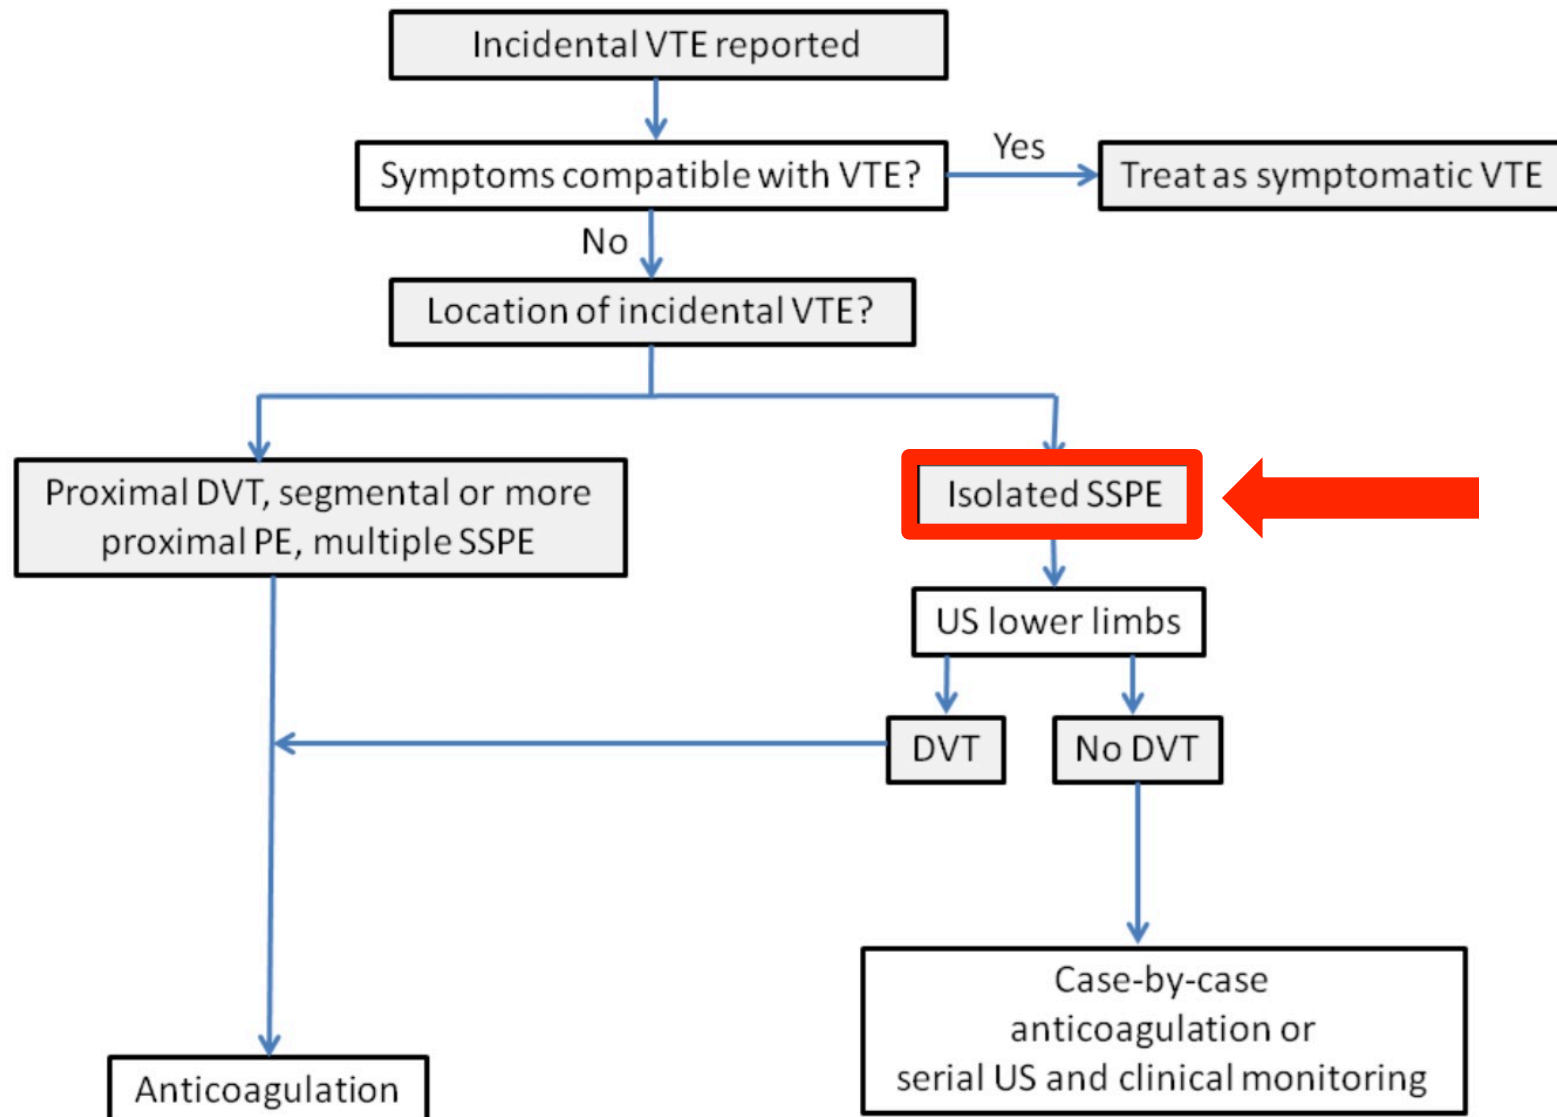 Incidental VTE reported
Symptoms compatible with VTE?
Yes
Treat as symptomatic VTE
No
Location of incidental VTE?
Proximal DVT, segmental or more
proximal PE, multiple SSPE
Isolated SSPE
US lower limbs
DVT
No DVT
Case-by-case
anticoagulation or
serial US and clinical monitoring
Anticoagulation